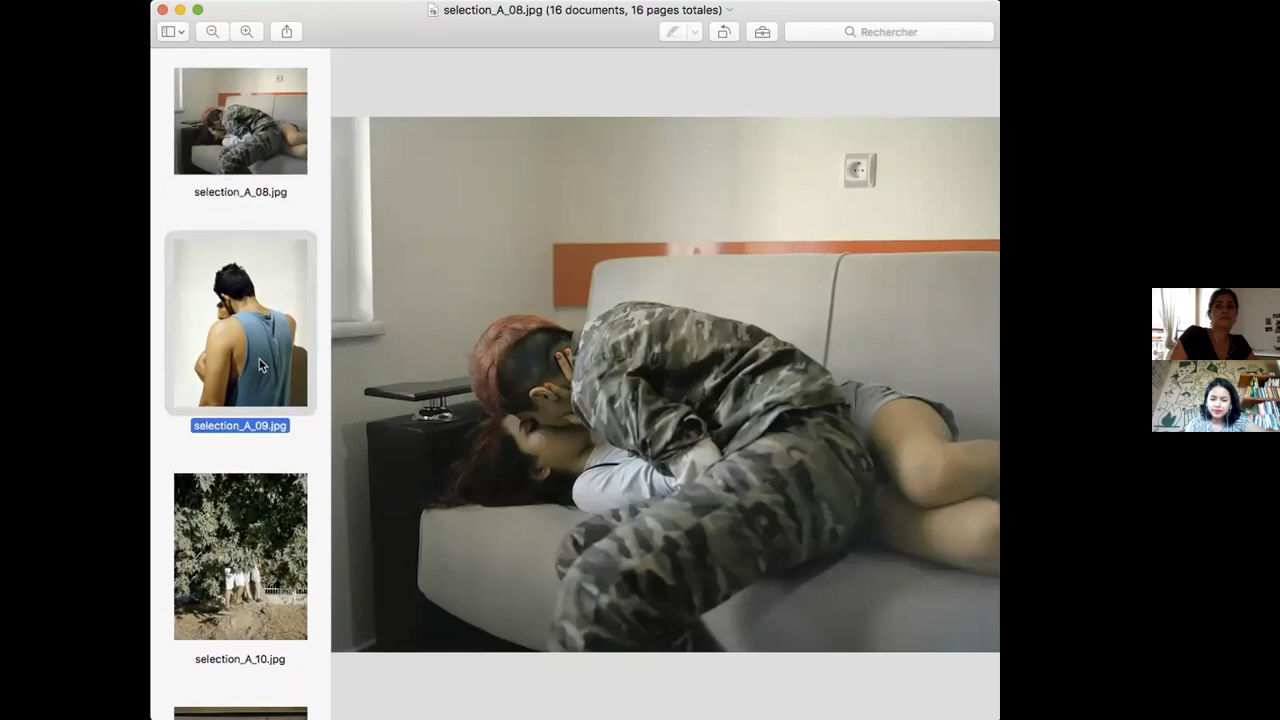 selection_A_08.jpg (16 documents, 16 pages totales)
Rechercher
selection_A_08.jpg
selection_A_09.jpg
selection_A_10.jpg